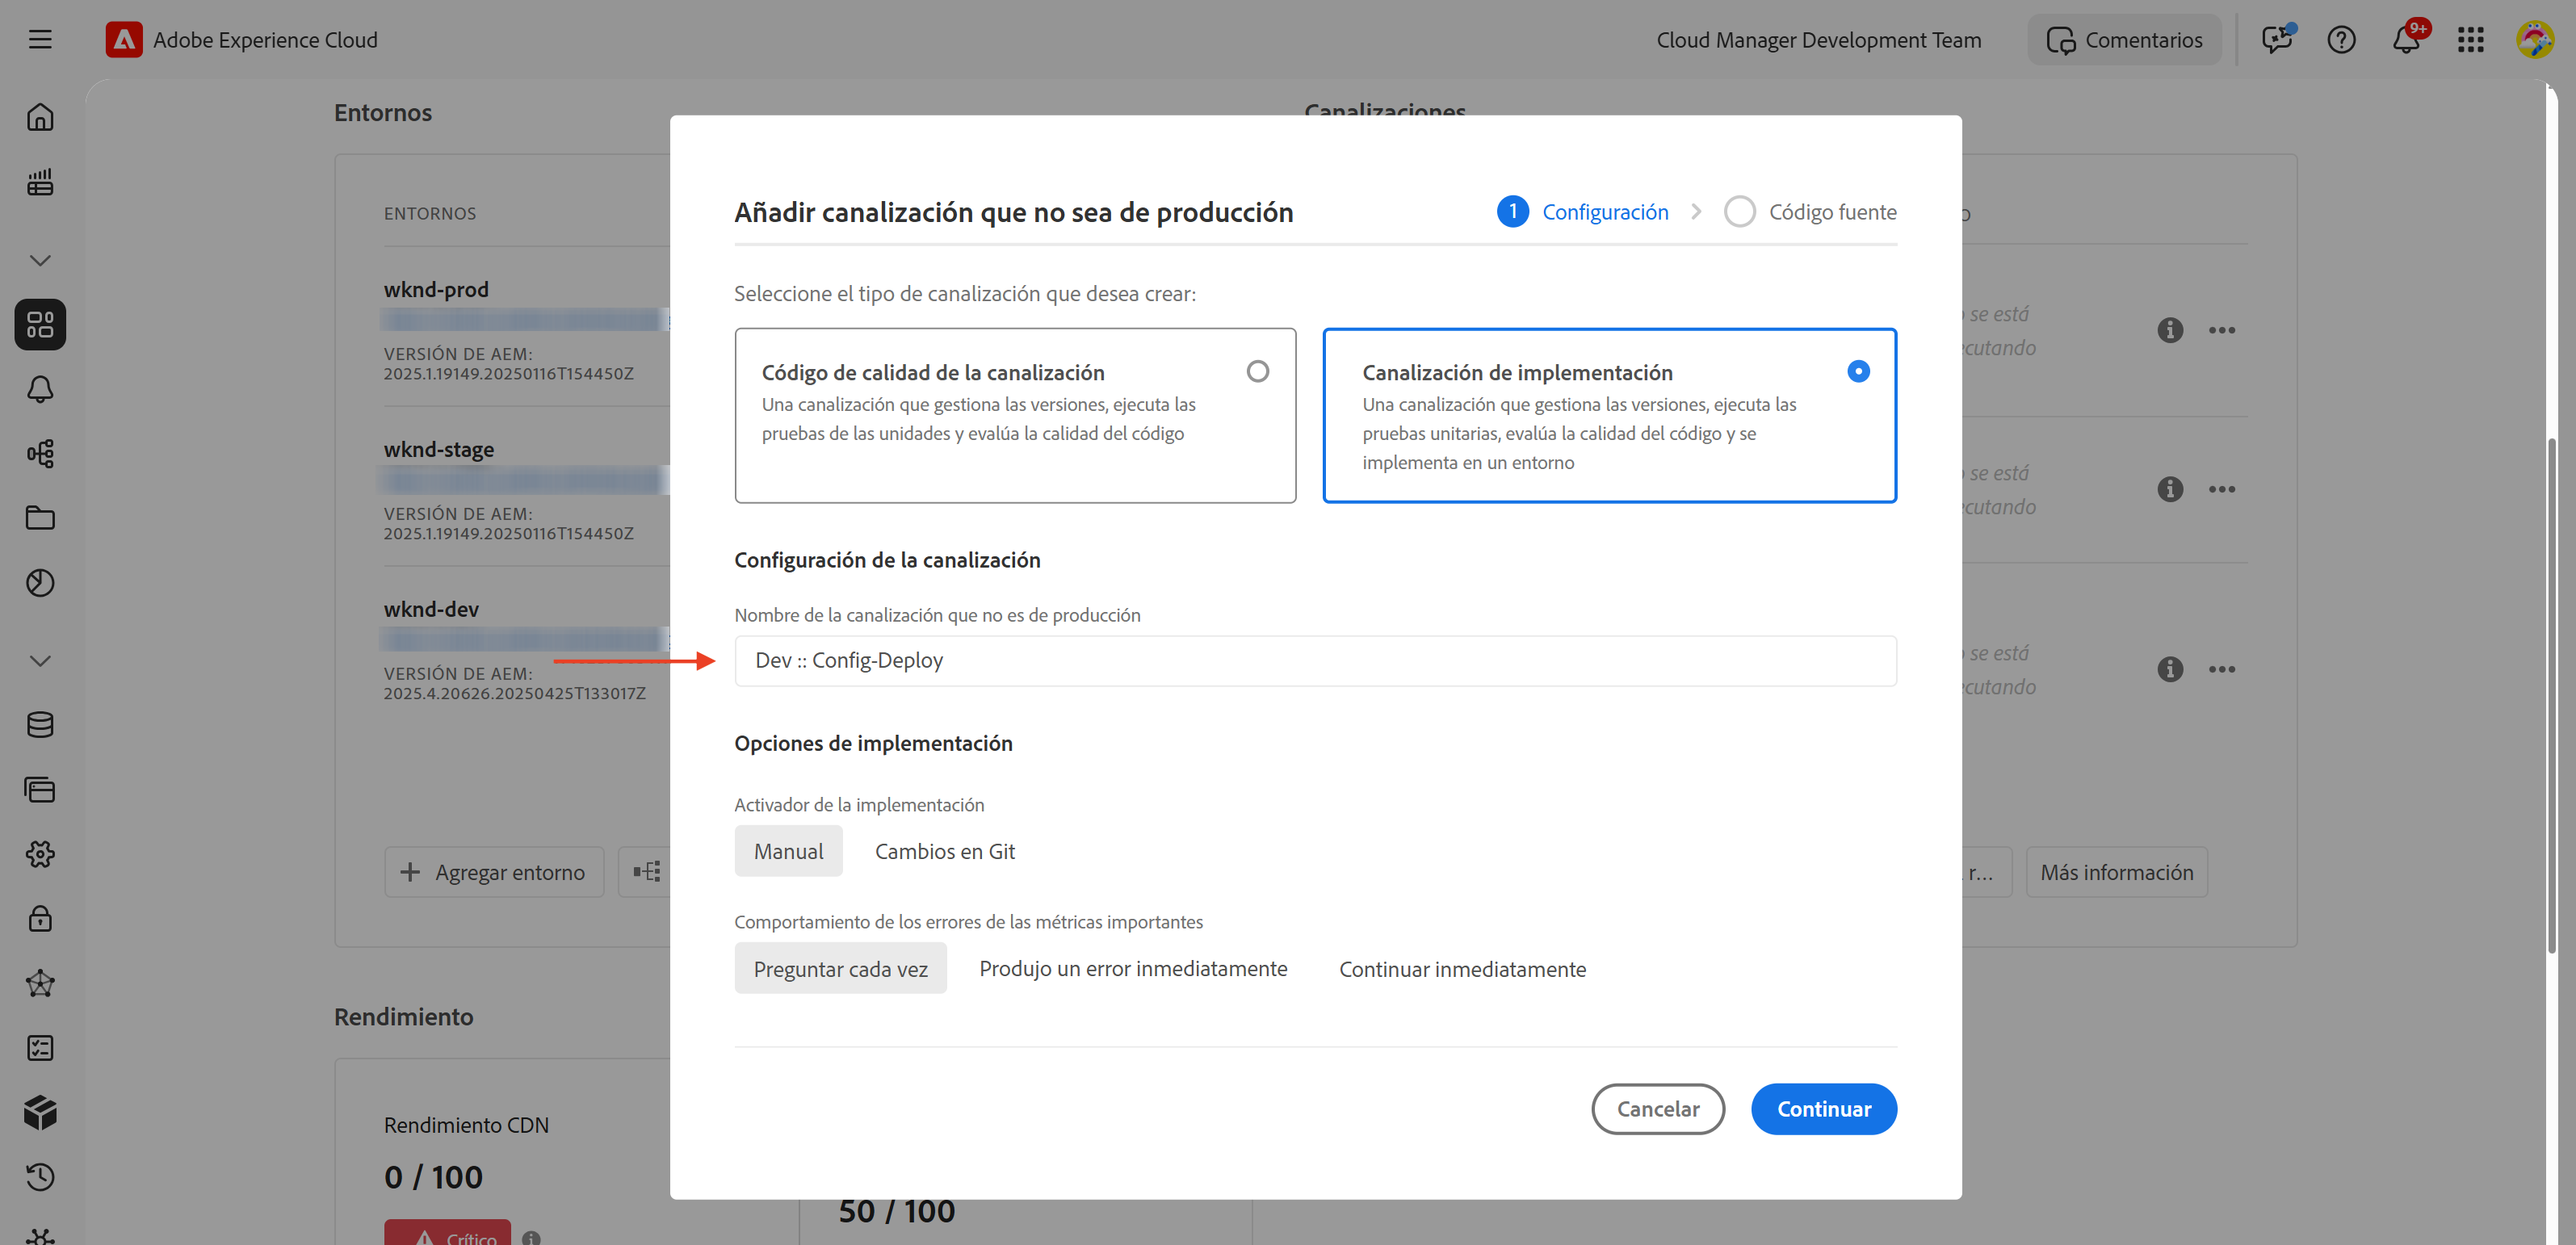 Adobe Experience Cloud
Cloud Manager Development Team
Comentarios
9+
Entornos
Canalizaciones
ENTORNOS
wknd-prod
VERSIÓN DE AEM:
2025.1.19149.20250116T154450Z
wknd-stage
VERSIÓN DE AEM:
2025.1.19149.20250116T154450Z
wknd-dev
VERSIÓN DE AEM:
2025.4.20626.20250425T133017Z
Agregar entorno
Añadir canalización que no sea de producción
1 Configuración
Código fuente
Seleccione el tipo de canalización que desea crear:
Código de calidad de la canalización
Una canalización que gestiona las versiones, ejecuta las
pruebas de las unidades y evalúa la calidad del código
Canalización de implementación
Una canalización que gestiona las versiones, ejecuta las
pruebas unitarias, evalúa la calidad del código y se
implementa en un entorno
Configuración de la canalización
Nombre de la canalización que no es de producción
Dev :: Config-Deploy
Opciones de implementación
Activador de la implementación
Manual
Cambios en Git
Comportamiento de los errores de las métricas importantes
Preguntar cada vez
Produjo un error inmediatamente
Continuar inmediatamente
Cancelar
Continuar
se está
cutando
se está
cutando
se está
cutando
r...
Más información
Rendimiento
Rendimiento CDN
0 / 100
Crítico
50 / 100